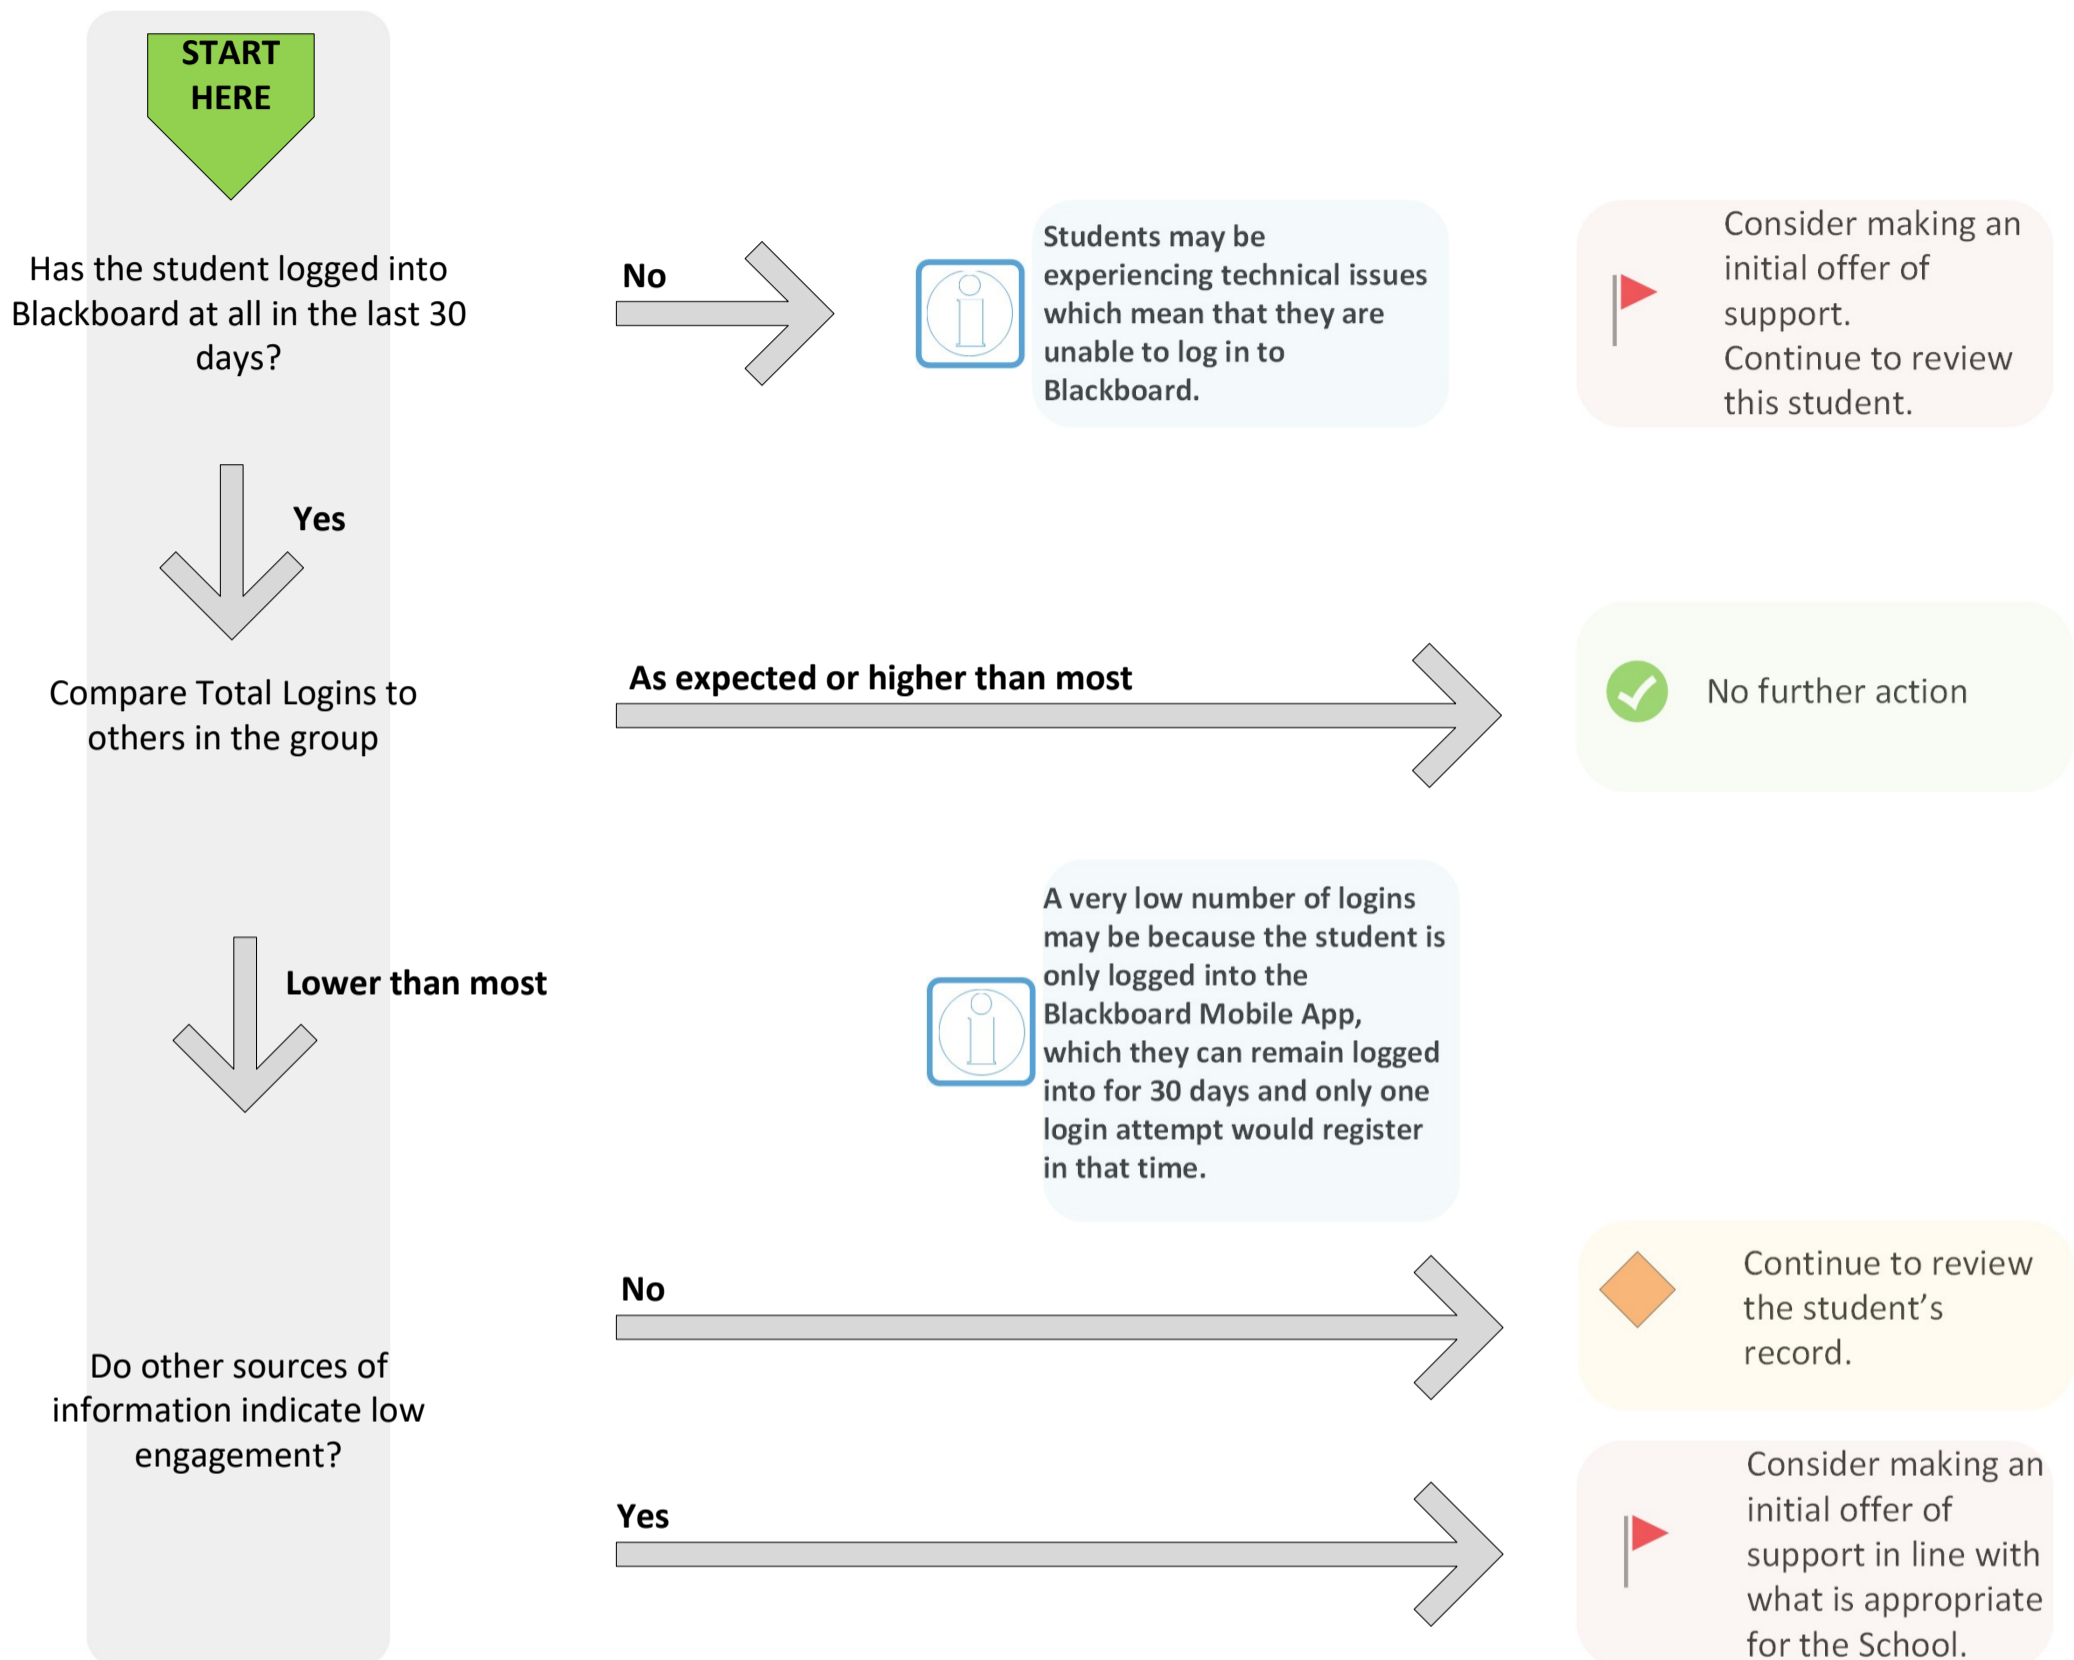 START
HERE
Has the student logged into
Blackboard at all in the last 30
days?
No
Students may be
experiencing technical issues
which mean that they are
unable to log in to
Blackboard.
Consider making an
initial offer of
support.
Continue to review
this student.
Yes
Compare Total Logins to
others in the group
As expected or higher than most
No further action
Lower than most
A very low number of logins
may be because the student is
only logged into the
Blackboard Mobile App,
which they can remain logged
into for 30 days and only one
login attempt would register
in that time.
Do other sources of
information indicate low
engagement?
No
Continue to review
the student’s
record.
Yes
Consider making an
initial offer of
support in line with
what is appropriate
for the School.